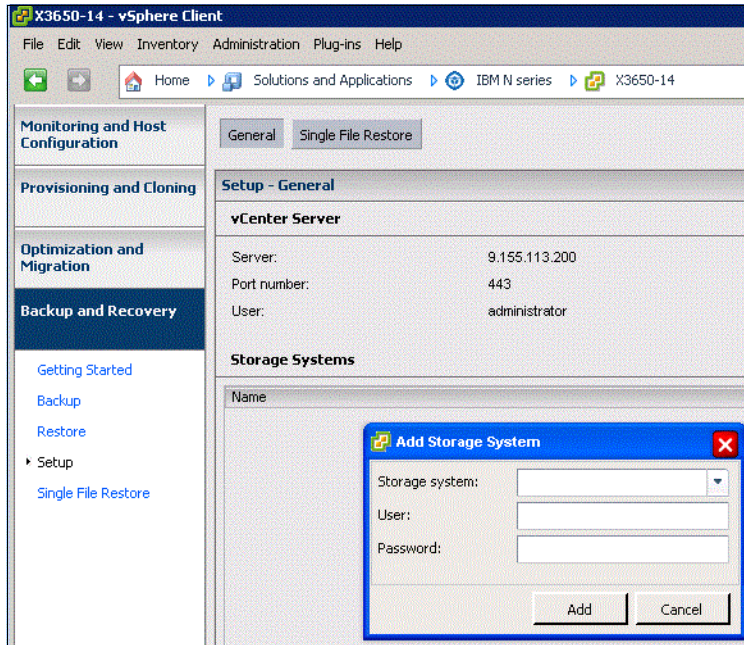 X3650-14 - vSphere Client
File Edit View Inventory Administration Plug-ins Help
Home Solutions and Applications IBM N series X3650-14
Monitoring and Host
Configuration
Provisioning and Cloning
Optimization and
Migration
Backup and Recovery
Getting Started
Backup
Restore
Setup
Single File Restore
General Single File Restore
Setup - General
vCenter Server
Server: 9.155.113.200
Port number: 443
User: administrator
Storage Systems
Name
Add Storage System
Storage system:
User:
Password:
Add Cancel